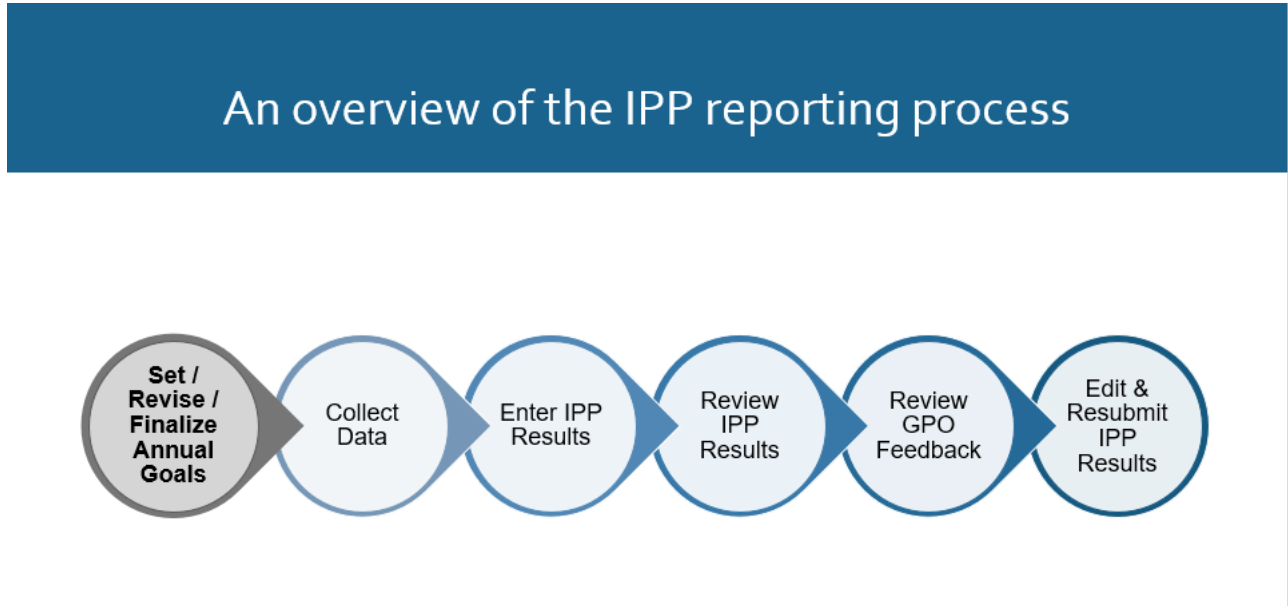 An overview of the IPP reporting process
Set /
Revise /
Finalize
Annual
Goals
Collect
Data
Enter IPP
Results
Review
IPP
Results
Review
GPO
Feedback
Edit &
Resubmit
IPP
Results